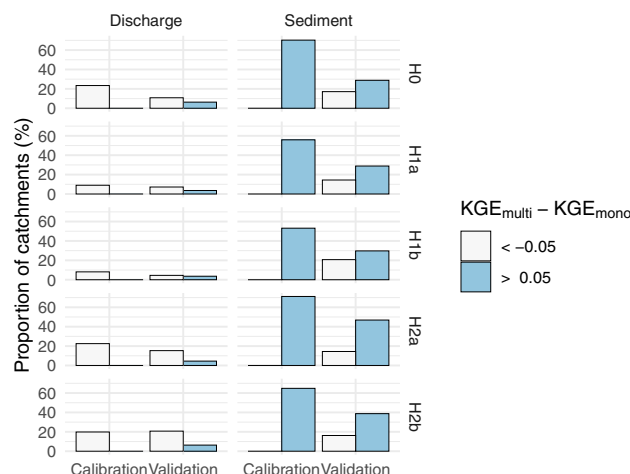 Discharge Sediment
Proportion of catchments (%)
60
40
20
0
H0
60
40
20
0
H1a
60
40
20
0
H1b
60
40
20
0
H2a
60
40
20
0
H2b
Calibration Validation Calibration Validation
KGEmulti − KGEmono
< −0.05
> 0.05